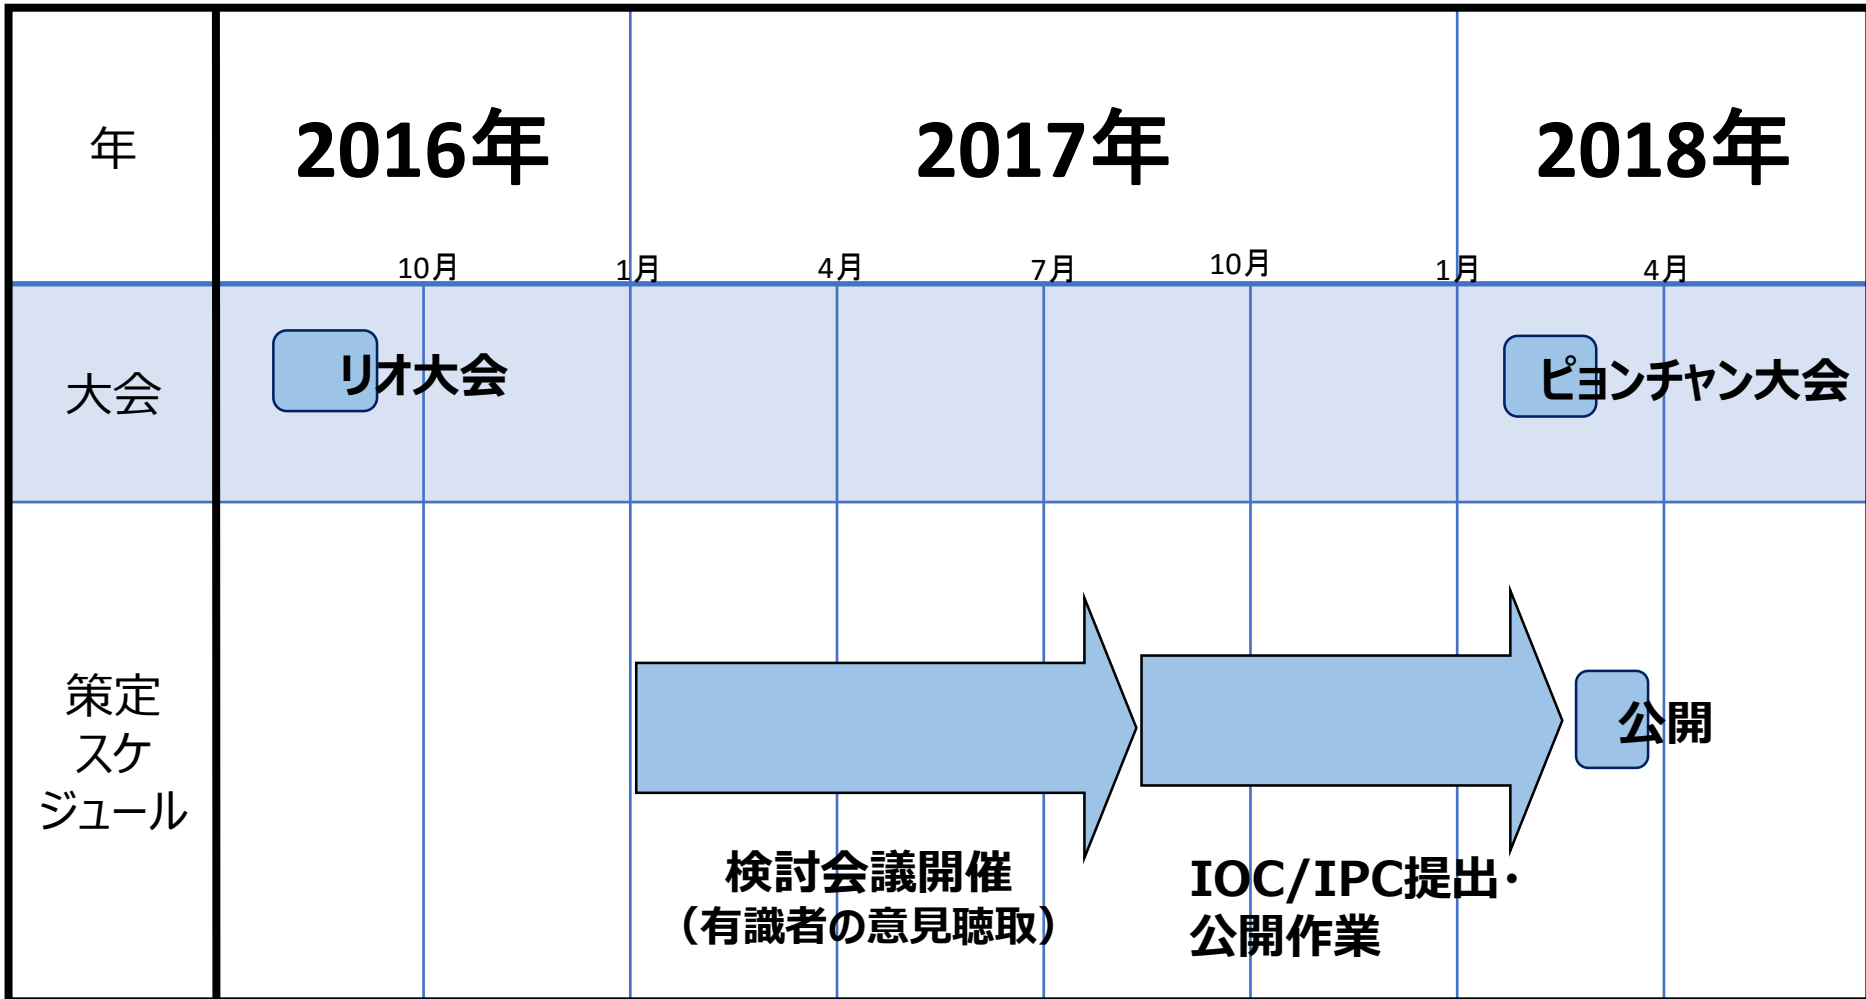 年
2016年
2017年
2018年
10月
1月
4月
7月
10月
1月
4月
大会
リオ大会
ピョンチャン大会
策定
スケ
ジュール
公開
検討会議開催
（有識者の意見聴取）
IOC/IPC提出・
公開作業